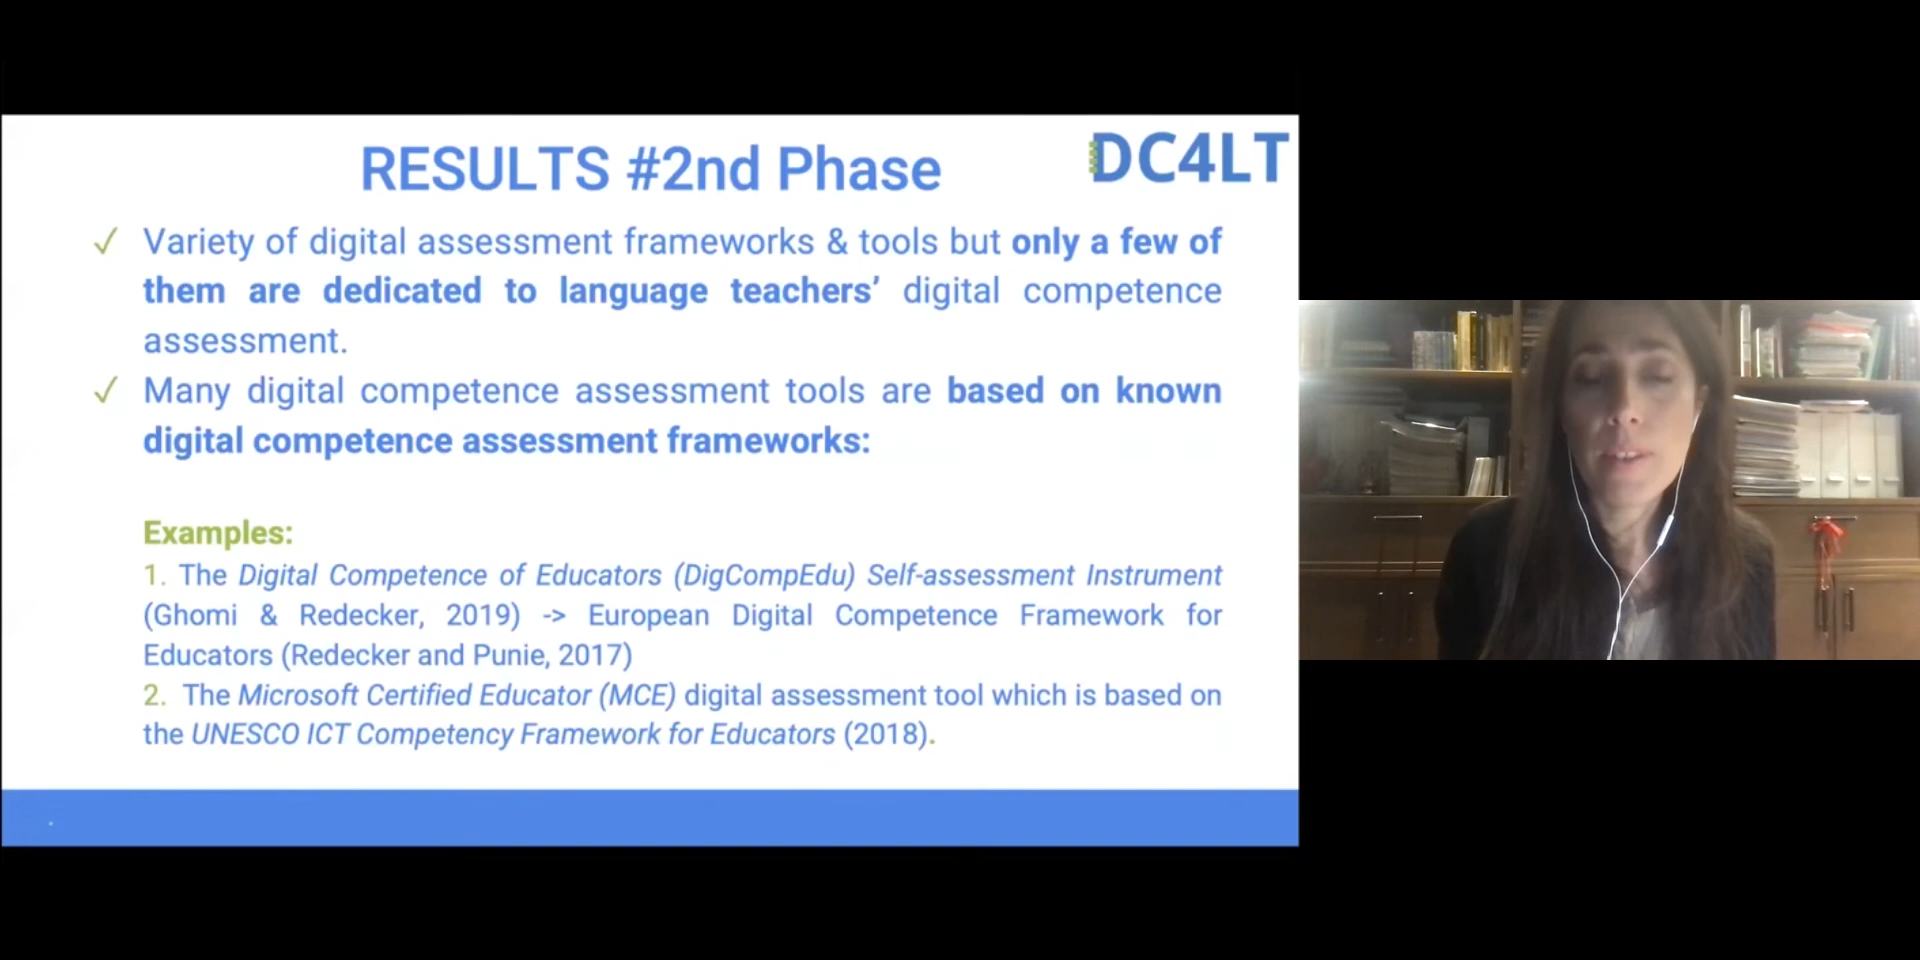 RESULTS #2nd Phase
DC4LT
✓ Variety of digital assessment frameworks & tools but only a few of
them are dedicated to language teachers’ digital competence
assessment.
✓ Many digital competence assessment tools are based on known
digital competence assessment frameworks:
Examples:
1. The Digital Competence of Educators (DigCompEdu) Self-assessment Instrument
(Ghomi & Redecker, 2019) -> European Digital Competence Framework for
Educators (Redecker and Punie, 2017)
2. The Microsoft Certified Educator (MCE) digital assessment tool which is based on
the UNESCO ICT Competency Framework for Educators (2018).